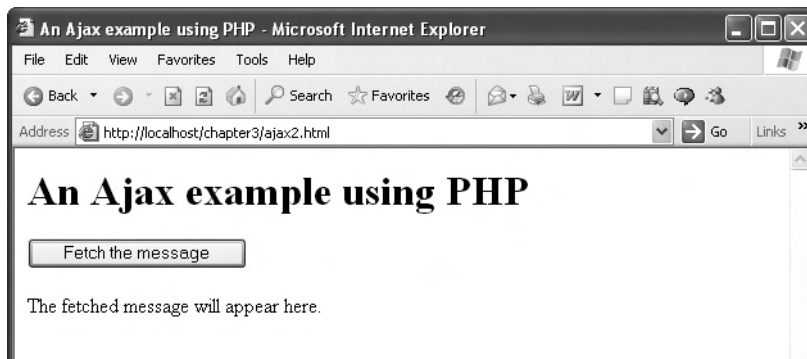 An Ajax example using PHP - Microsoft Internet Explorer
File Edit View Favorites Tools Help
Back Search Favorites
Address http://localhost/chapter3/ajax2.html Go Links »
An Ajax example using PHP
Fetch the message
The fetched message will appear here.